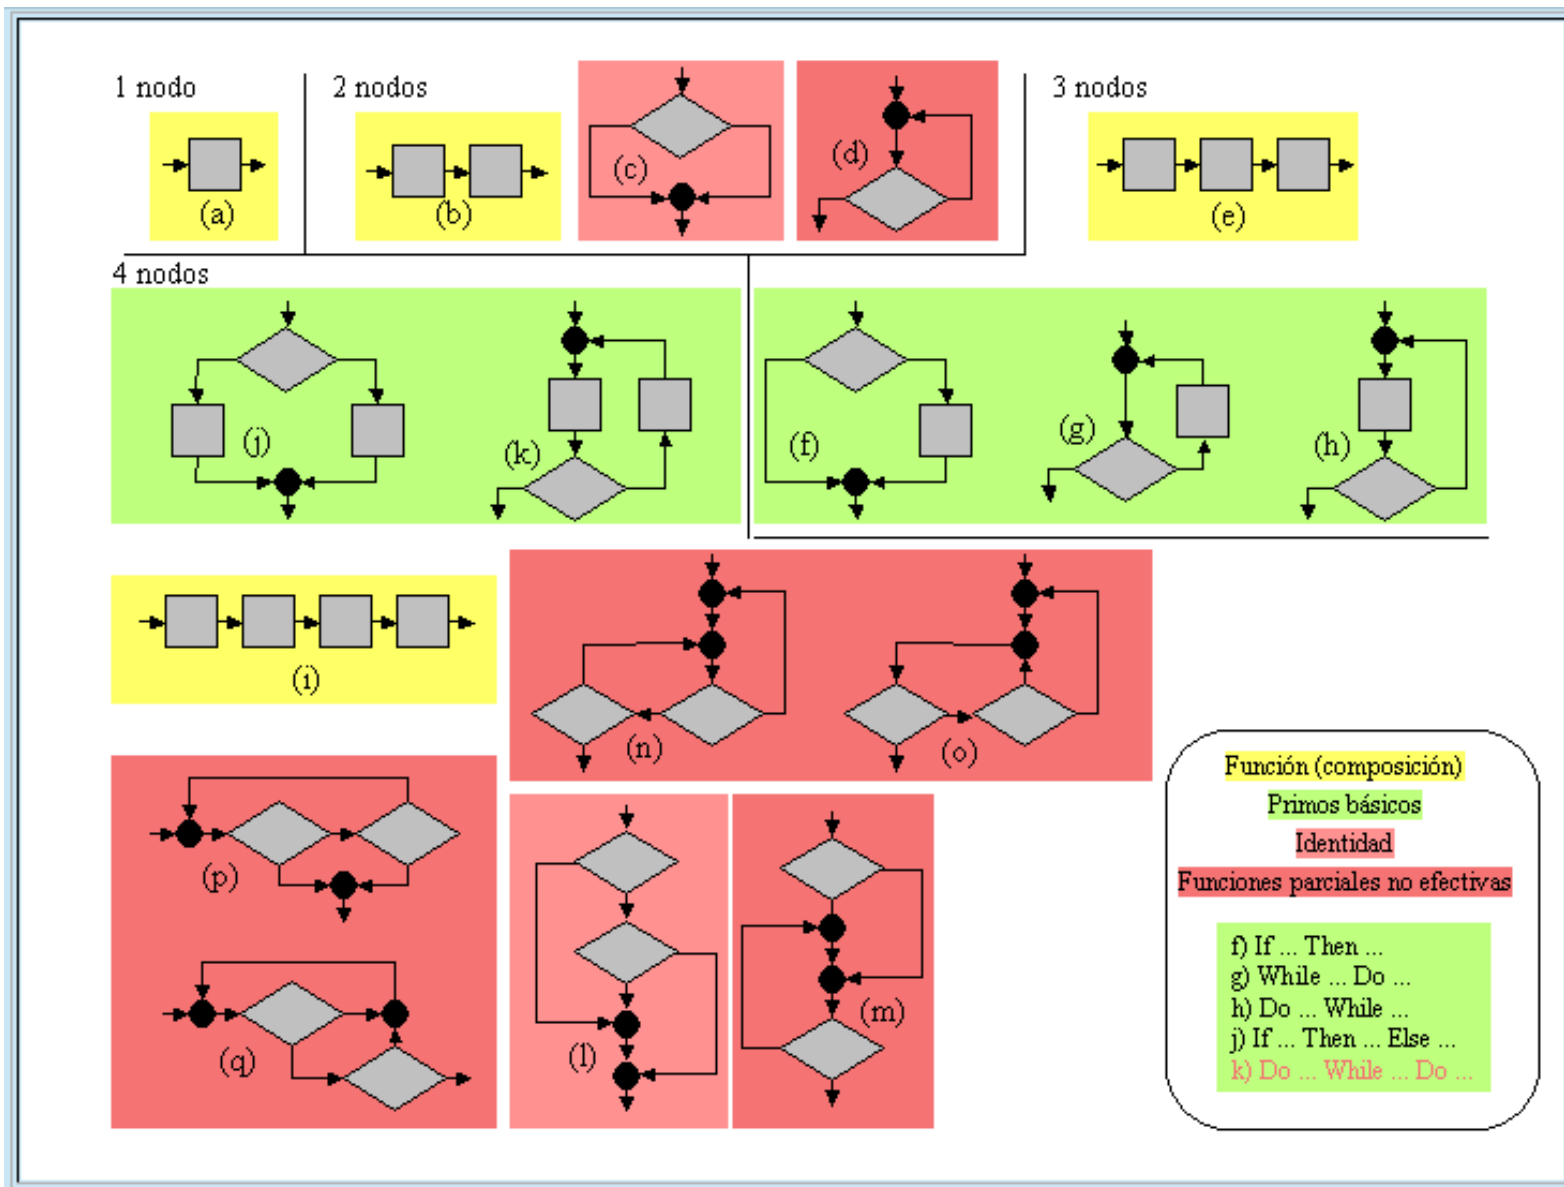 1 nodo
2 nodos
3 nodos
(a)
(b)
(c)
(d)
(e)
4 nodos
(j)
(k)
(f)
(g)
(h)
(i)
(n)
(o)
(p)
(q)
(l)
(m)
Función (composición)
Primos básicos
Identidad
Funciones parciales no efectivas
f) If ... Then ...
g) While ... Do ...
h) Do ... While ...
j) If ... Then ... Else ...
k) Do ... While ... Do ...